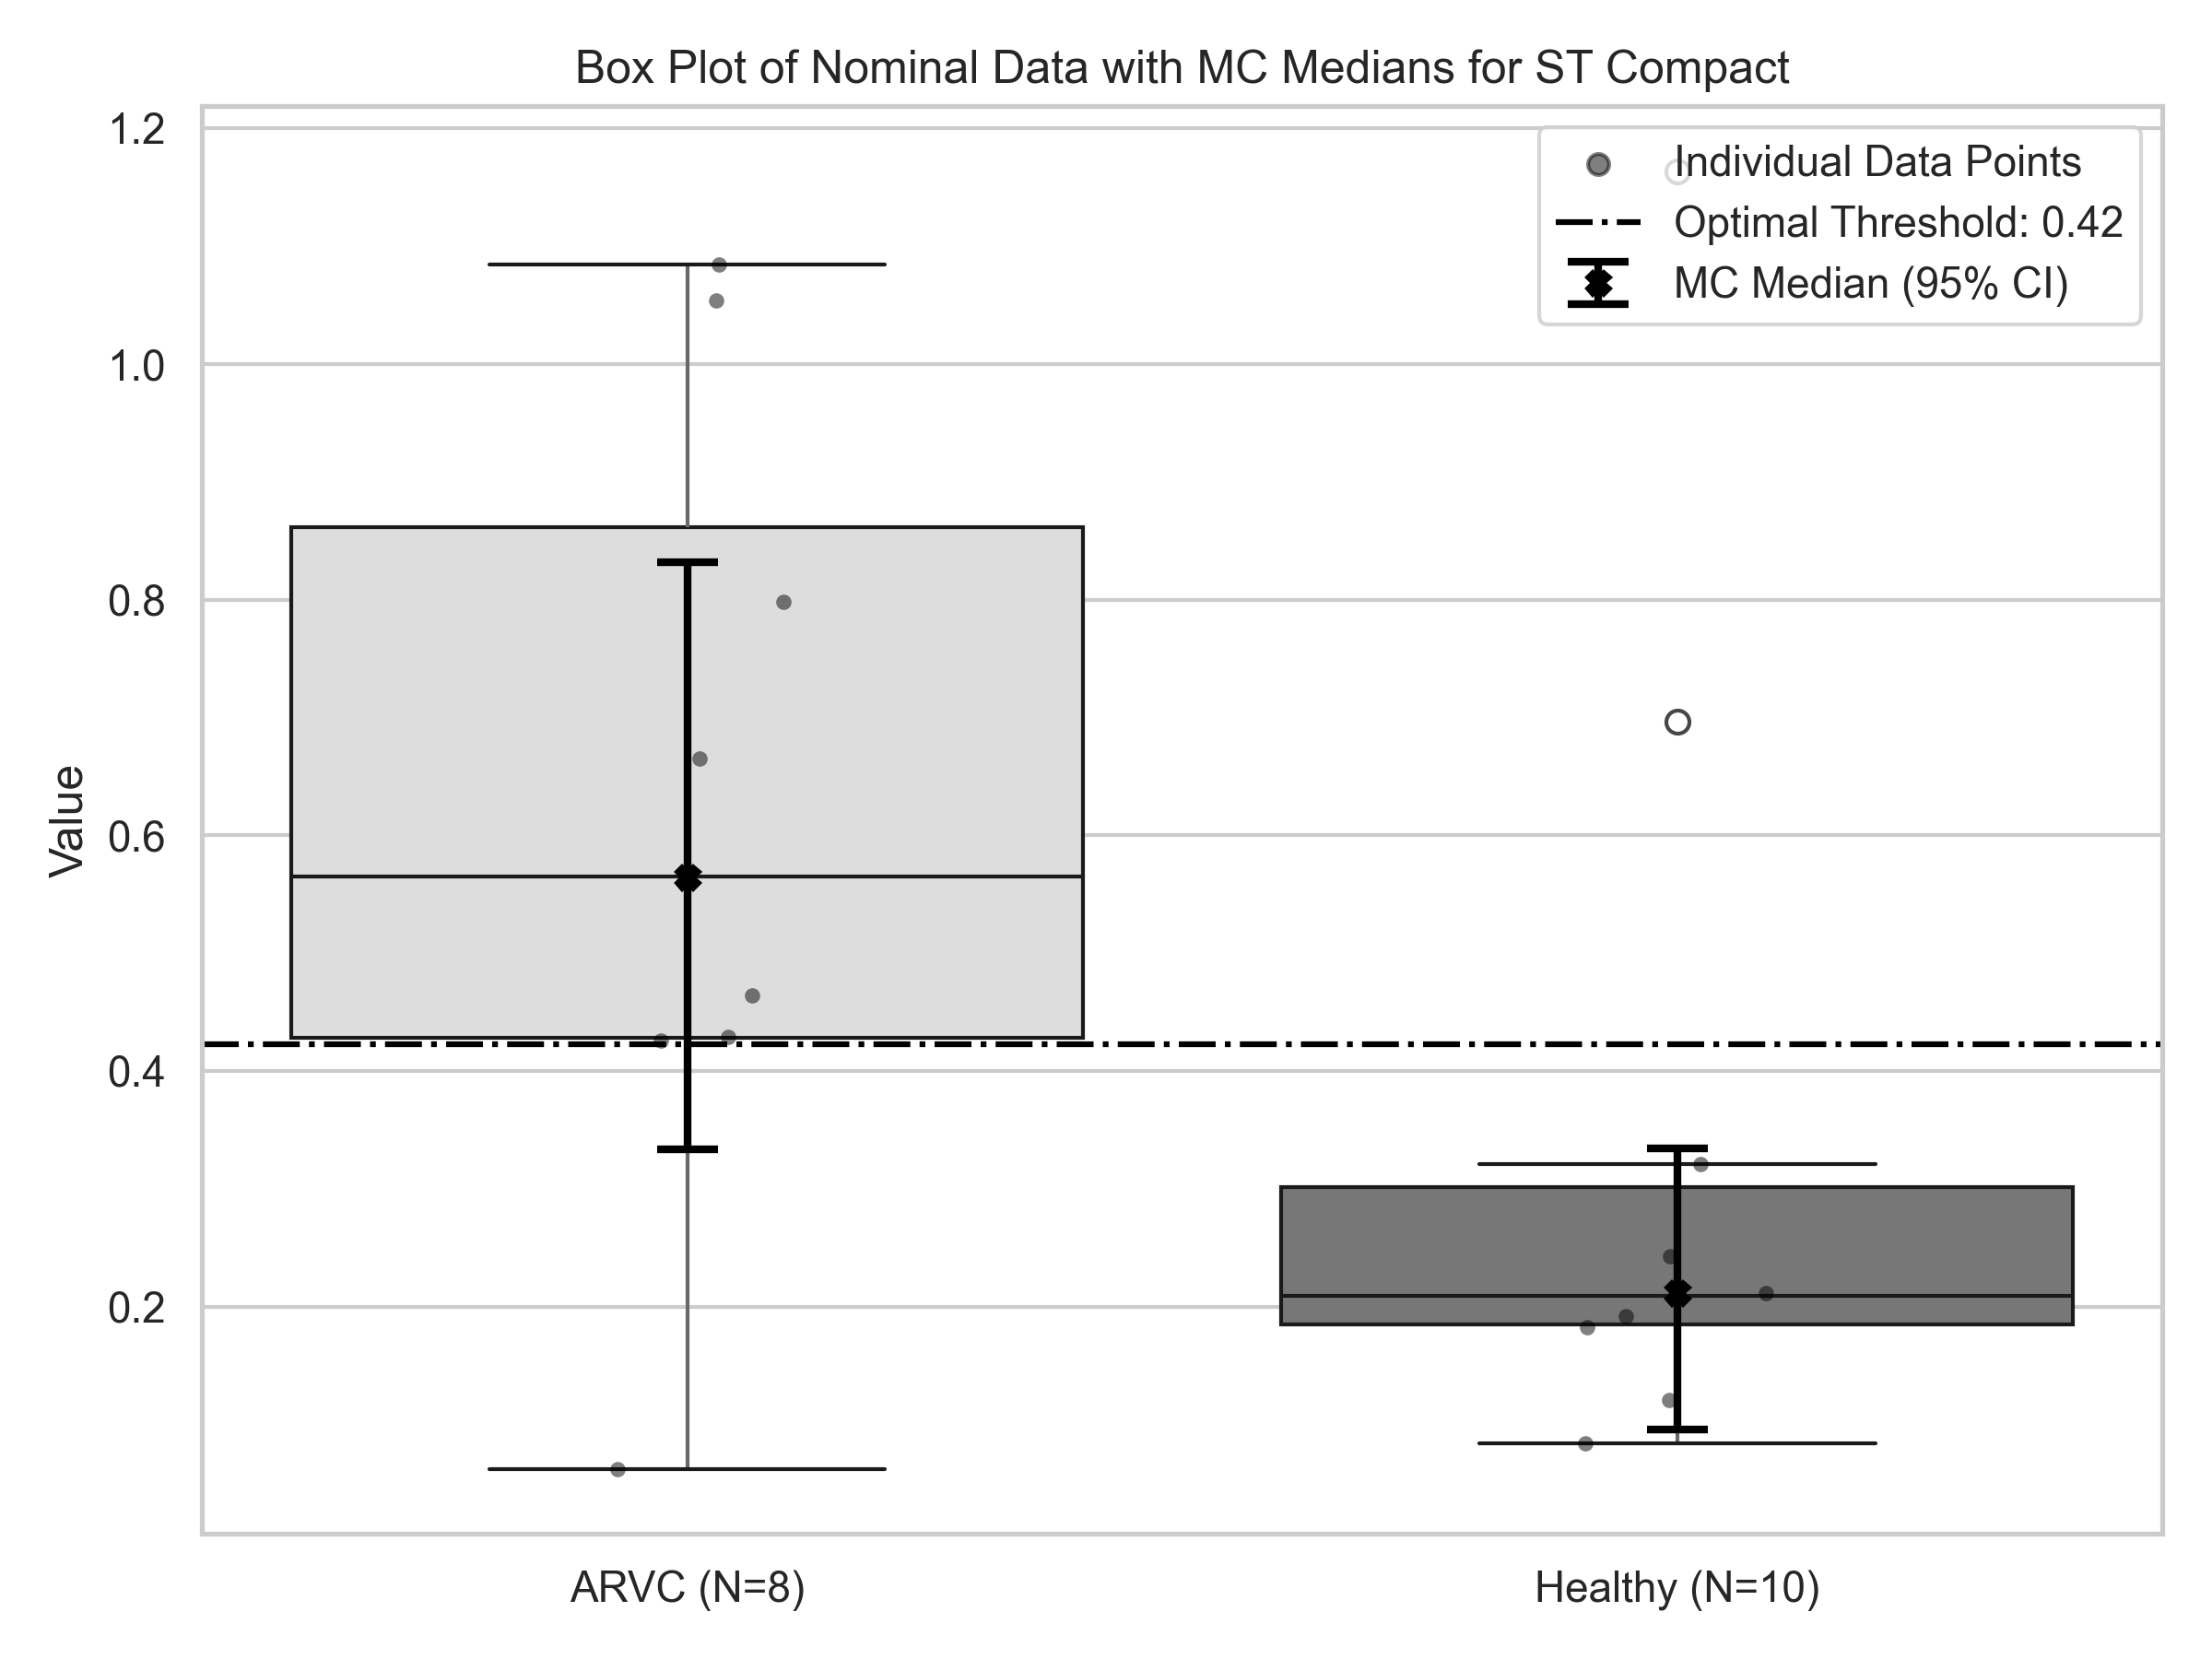 Box Plot of Nominal Data with MC Medians for ST Compact
1.2
1.0
0.8
0.6
0.4
0.2
Value
Individual Data Points
Optimal Threshold: 0.42
MC Median (95% CI)
ARVC (N=8)
Healthy (N=10)